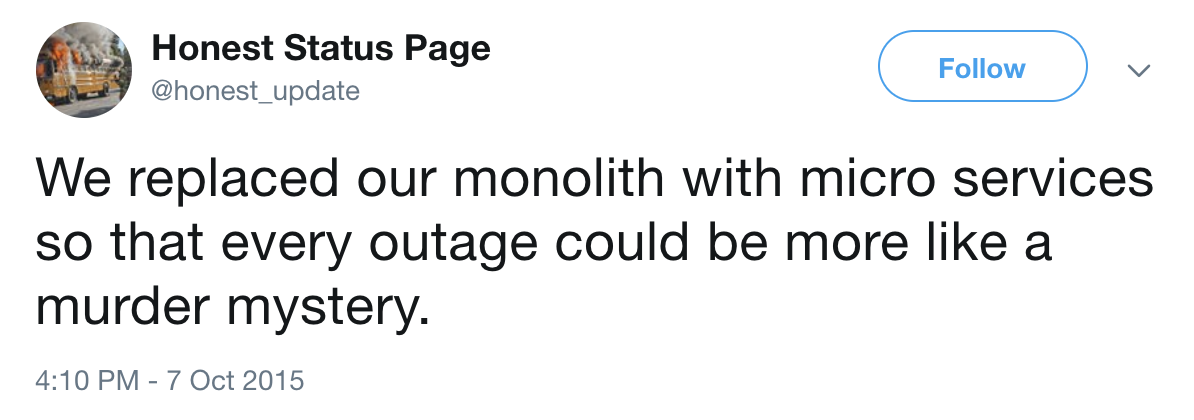 Honest Status Page
@honest_update
Follow
We replaced our monolith with micro services
so that every outage could be more like a
murder mystery.
4:10 PM - 7 Oct 2015